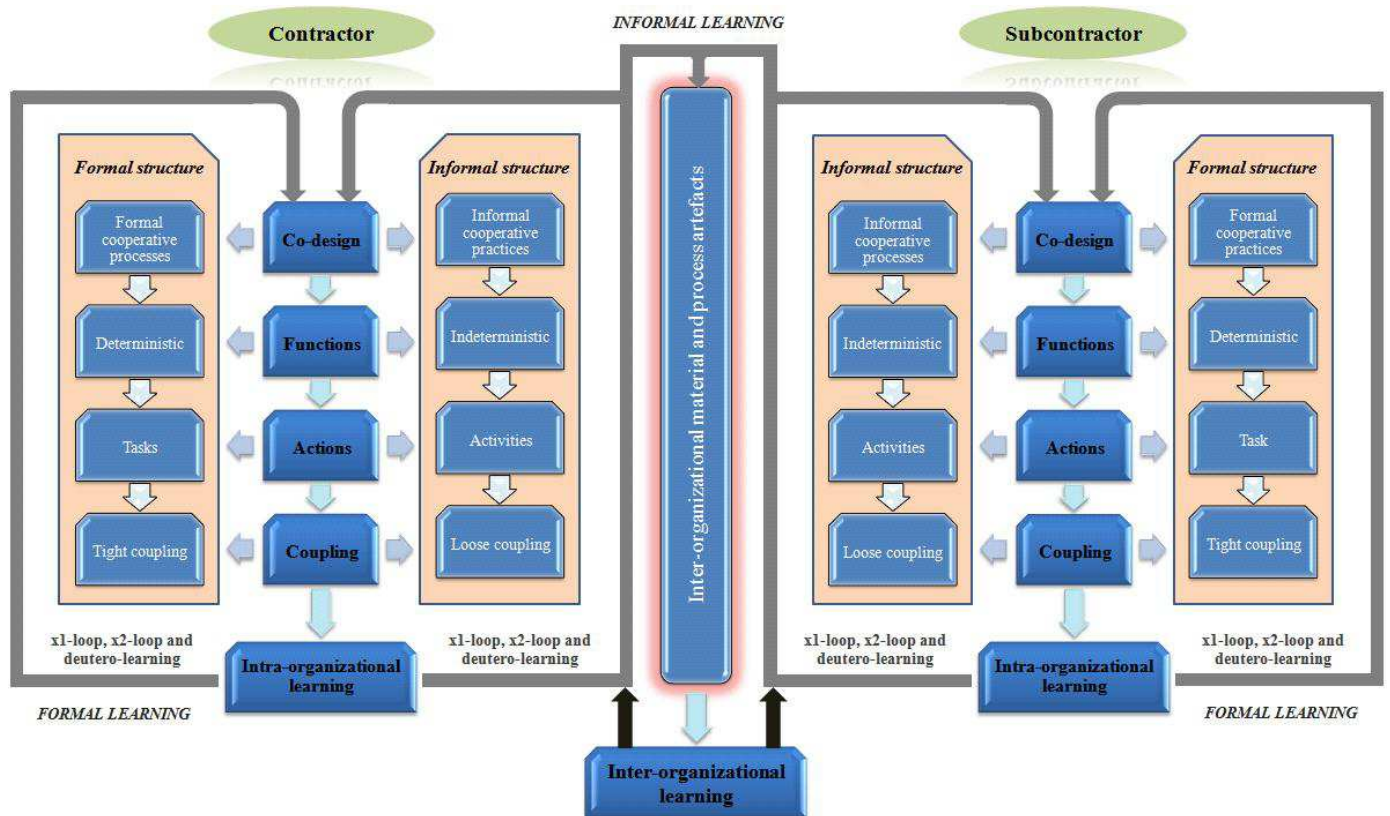 INFORMAL LEARNING
Contractor
Subcontractor
Formal structure
Formal
cooperative
processes
Deterministic
Tasks
Tight coupling
Co-design
Functions
Actions
Coupling
Informal structure
Informal
cooperative
practices
Indeterministic
Activities
Loose coupling
x1-loop, x2-loop and
deutero-learning
x1-loop, x2-loop and
deutero-learning
Intra-organizational
learning
FORMAL LEARNING
Inter-organizational material and process artefacts
Inter-organizational
learning
Informal structure
Informal
cooperative
processes
Indeterministic
Activities
Loose coupling
Co-design
Functions
Actions
Coupling
Formal structure
Formal
cooperative
practices
Deterministic
Task
Tight coupling
x1-loop, x2-loop and
deutero-learning
x1-loop, x2-loop and
deutero-learning
Intra-organizational
learning
FORMAL LEARNING